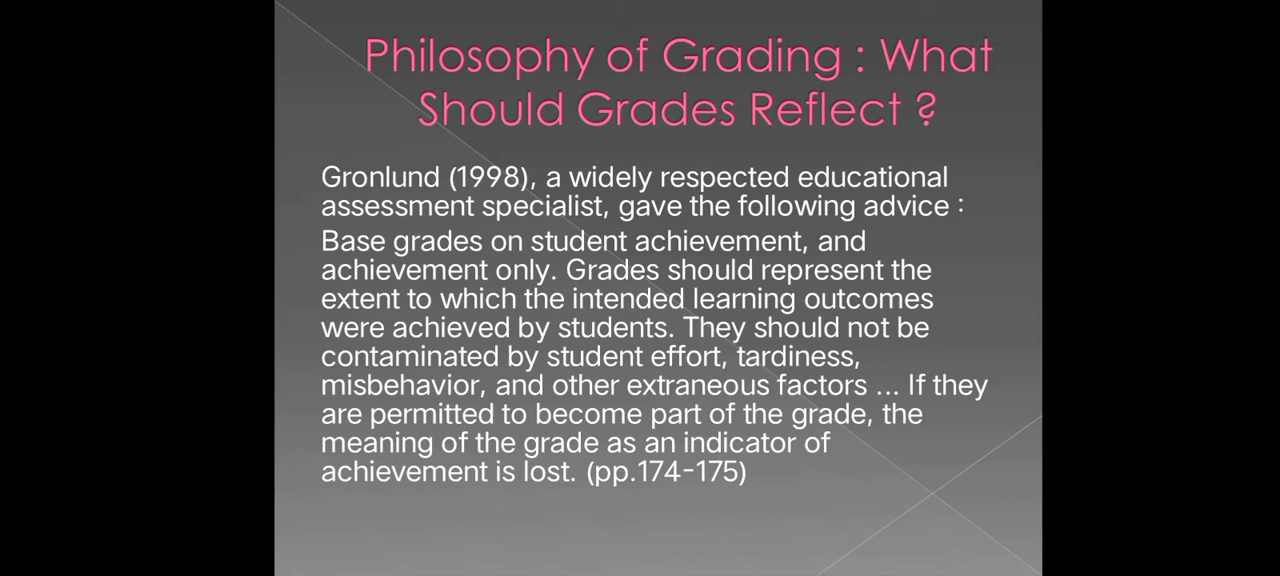 Philosophy of Grading : What
Should Grades Reflect ?
Gronlund (1998), a widely respected educational
assessment specialist, gave the following advice :
Base grades on student achievement, and
achievement only. Grades should represent the
extent to which the intended learning outcomes
were achieved by students. They should not be
contaminated by student effort, tardiness,
misbehavior, and other extraneous factors ... If they
are permitted to become part of the grade, the
meaning of the grade as an indicator of
achievement is lost. (pp.174-175)